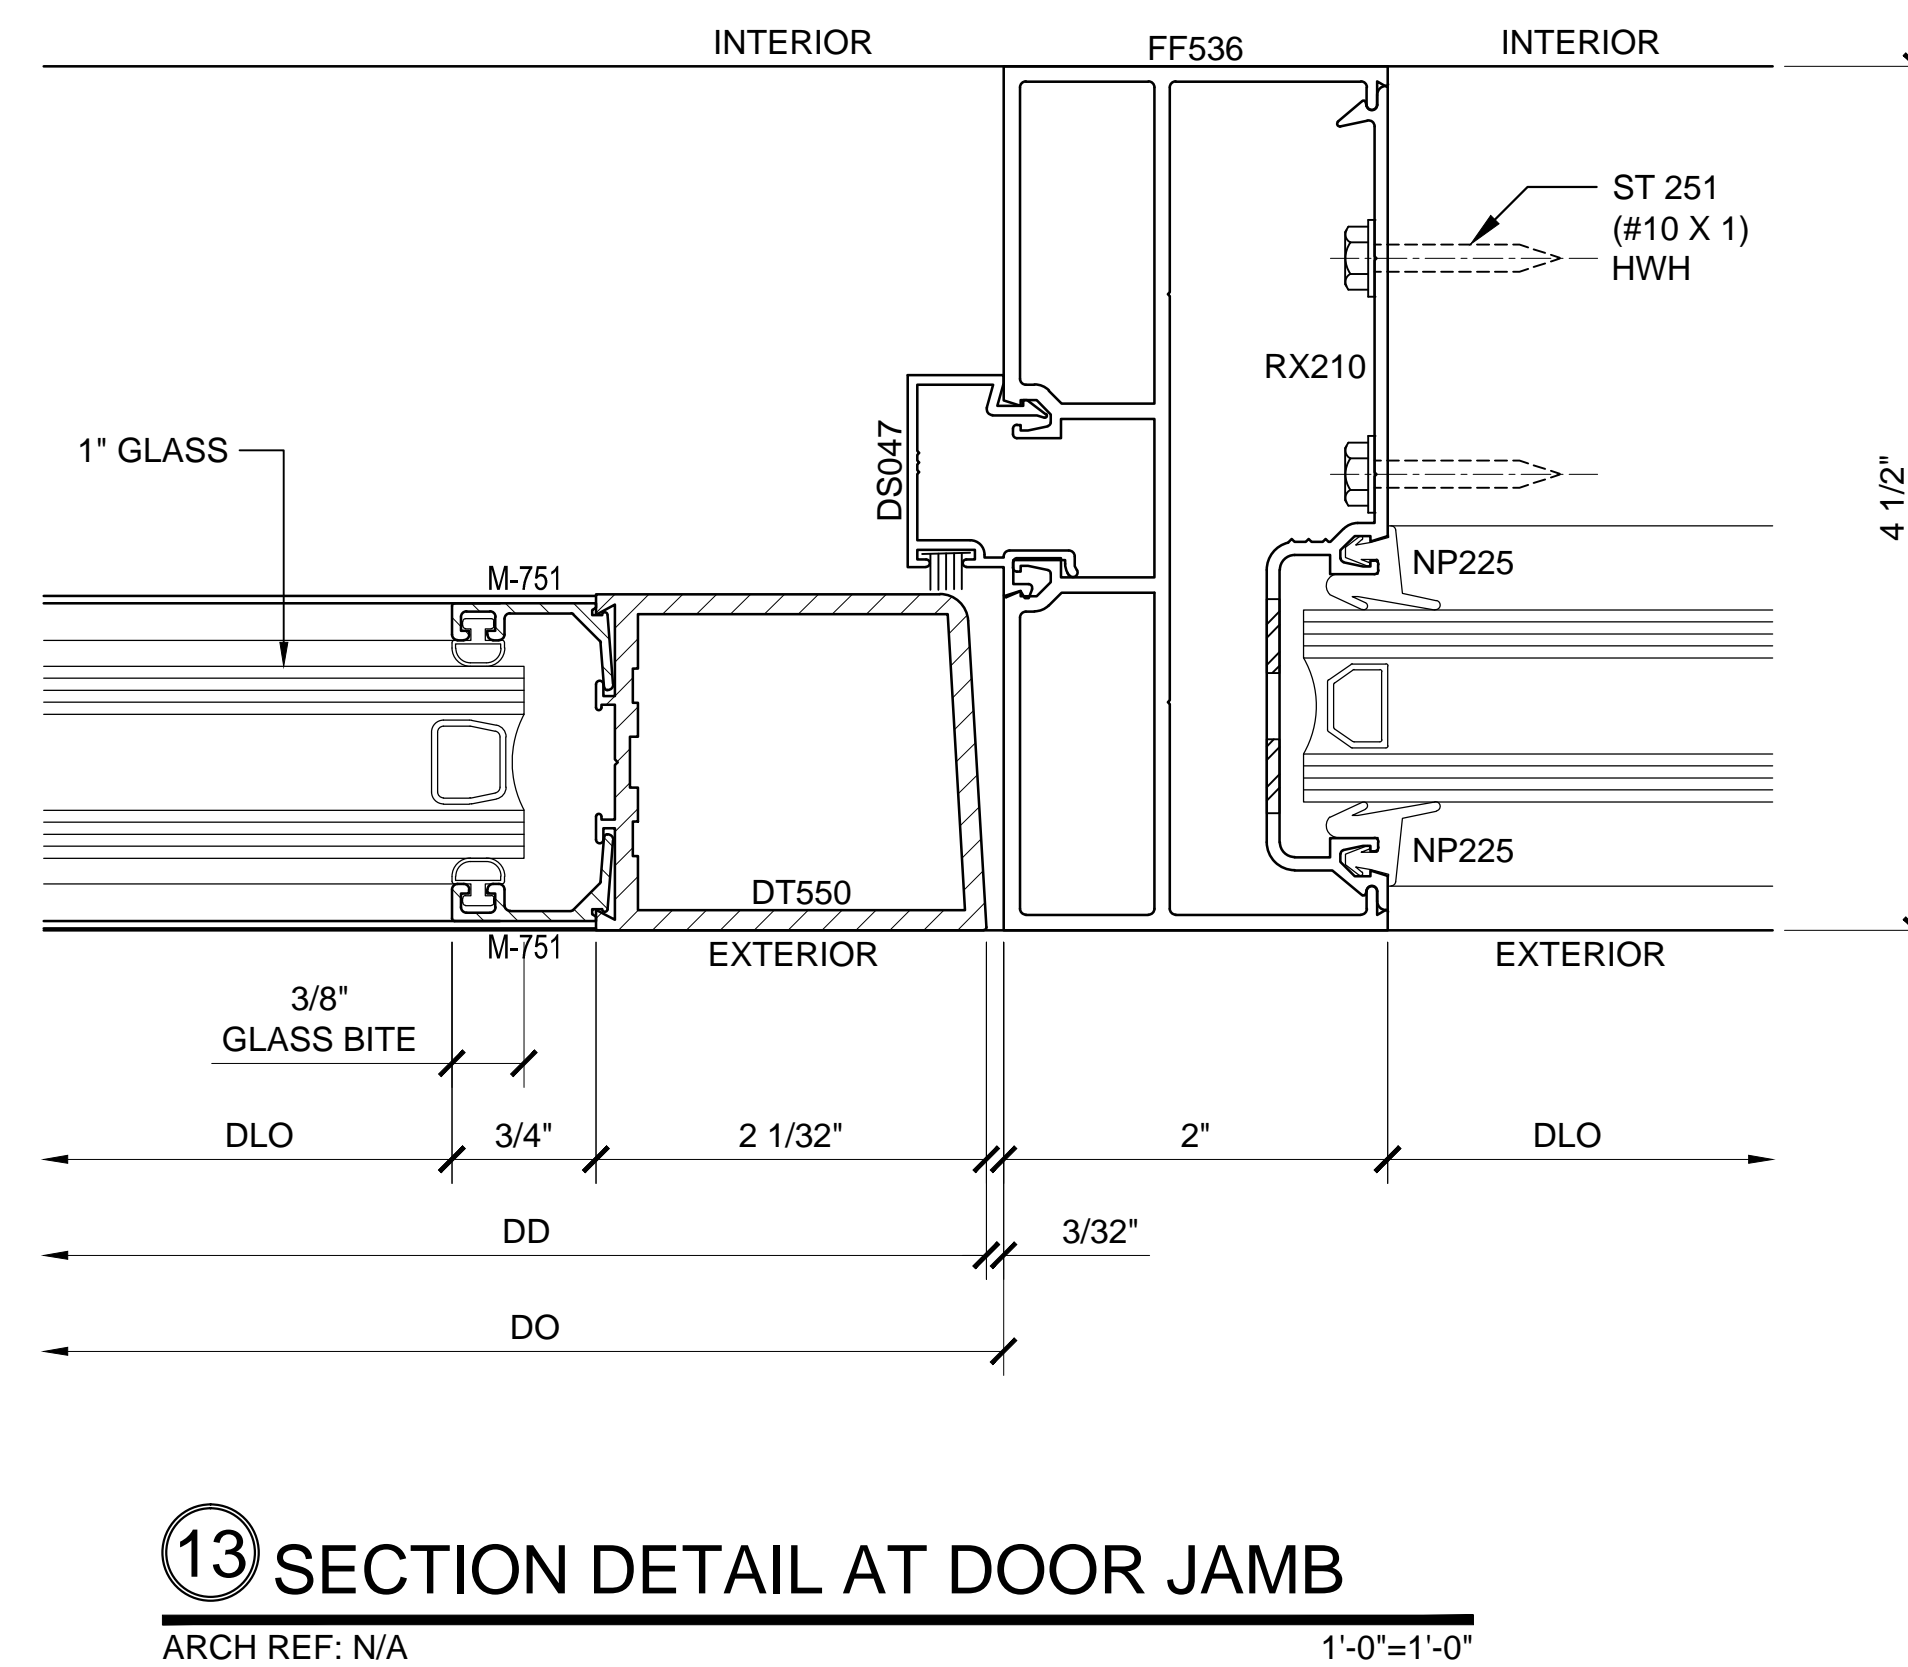 INTERIOR
FF536
INTERIOR
ST 251
(#10 X 1)
HWH
RX210
1" GLASS
DS047
4 1/2"
M-751
NP225
NP225
DT550
M-751
EXTERIOR
EXTERIOR
3/8"
GLASS BITE
DLO
3/4"
2 1/32"
2"
DLO
DD
3/32"
DO
13 SECTION DETAIL AT DOOR JAMB
ARCH REF: N/A
1'-0"=1'-0"